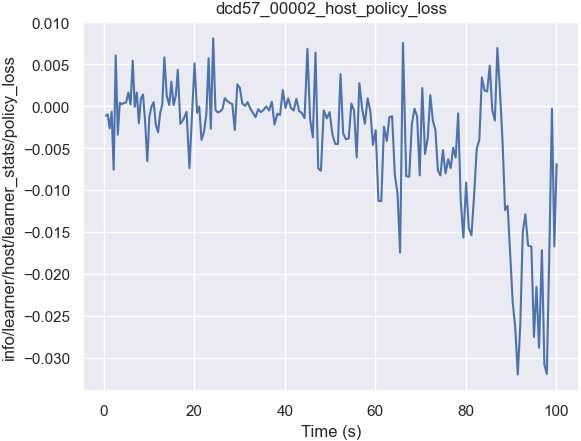 dcd57_00002_host_policy_loss
info/learner/host/learner_stats/policy_loss
0.010
0.005
0.000
−0.005
−0.010
−0.015
−0.020
−0.025
−0.030
0 20 40 60 80 100
Time (s)